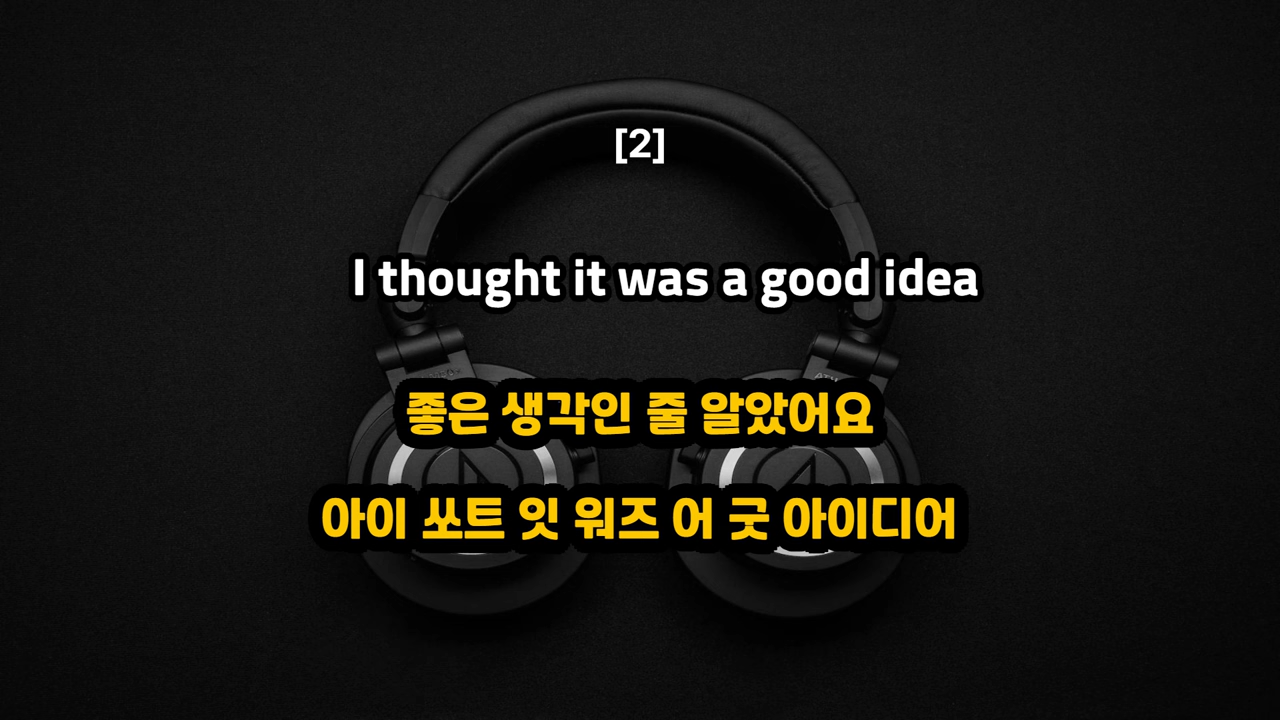 [2]
I thought it was a good idea
좋은 생각인 줄 알았어요
아이 쏘트 잇 워즈 어 굿 아이디어